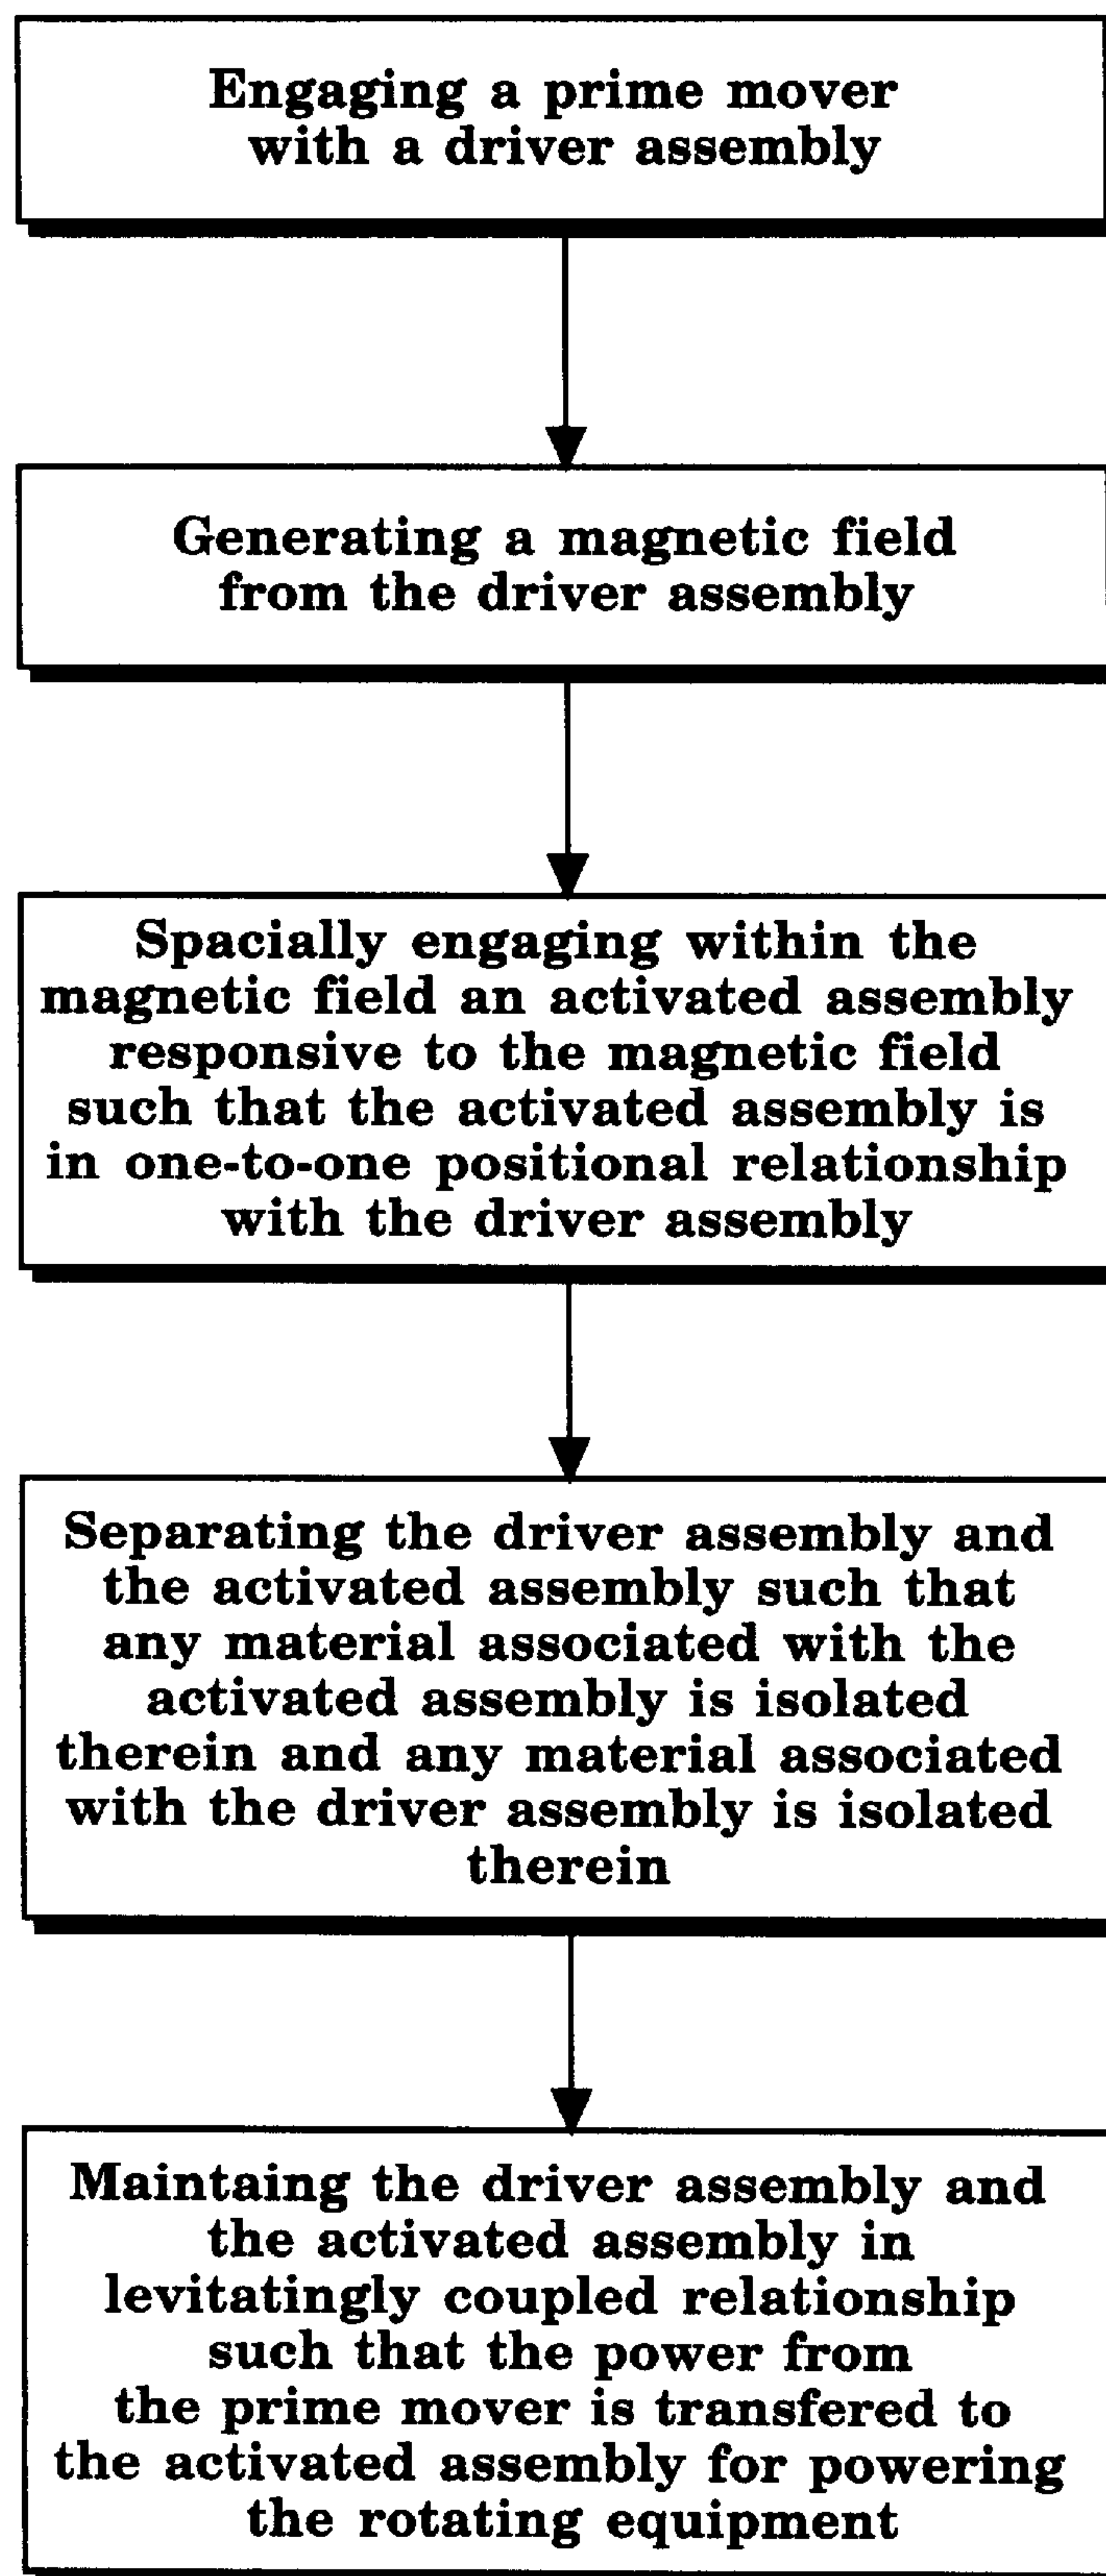 Engaging a prime mover
with a driver assembly
Generating a magnetic field
from the driver assembly
Spacially engaging within the
magnetic field an activated assembly
responsive to the magnetic field
such that the activated assembly is
in one-to-one positional relationship
with the driver assembly
Separating the driver assembly and
the activated assembly such that
any material associated with the
activated assembly is isolated
therein and any material associated
with the driver assembly is isolated
therein
Maintaing the driver assembly and
the activated assembly in
levitatingly coupled relationship
such that the power from
the prime mover is transfered to
the activated assembly for powering
the rotating equipment